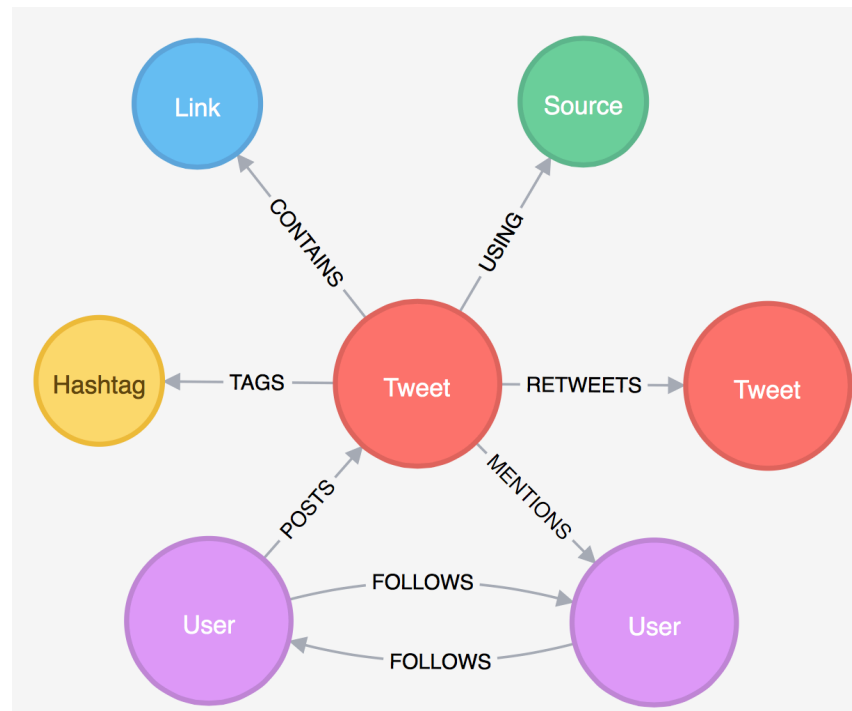 Link
Source
CONTAINS
USING
Hashtag
TAGS
Tweet
RETWEETS
Tweet
POSTS
MENTIONS
FOLLOWS
User
User
FOLLOWS